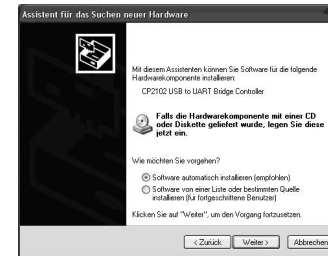 Assistent für das Suchen neuer Hardware
Mit diesem Assistenten können Sie Software für die folgende
Hardwarekomponente installieren:
CP2102 USB to UART Bridge Controller
Falls die Hardwarekomponente mit einer CD
oder Diskette geliefert wurde, legen Sie diese
jetzt ein.
Wie möchten Sie vorgehen?
Software automatisch installieren (empfohlen)
Software von einer Liste oder bestimmten Quelle
installieren (für fortgeschrittene Benutzer)
Klicken Sie auf "Weiter", um den Vorgang fortzusetzen.
< Zurück Weiter > Abbrechen